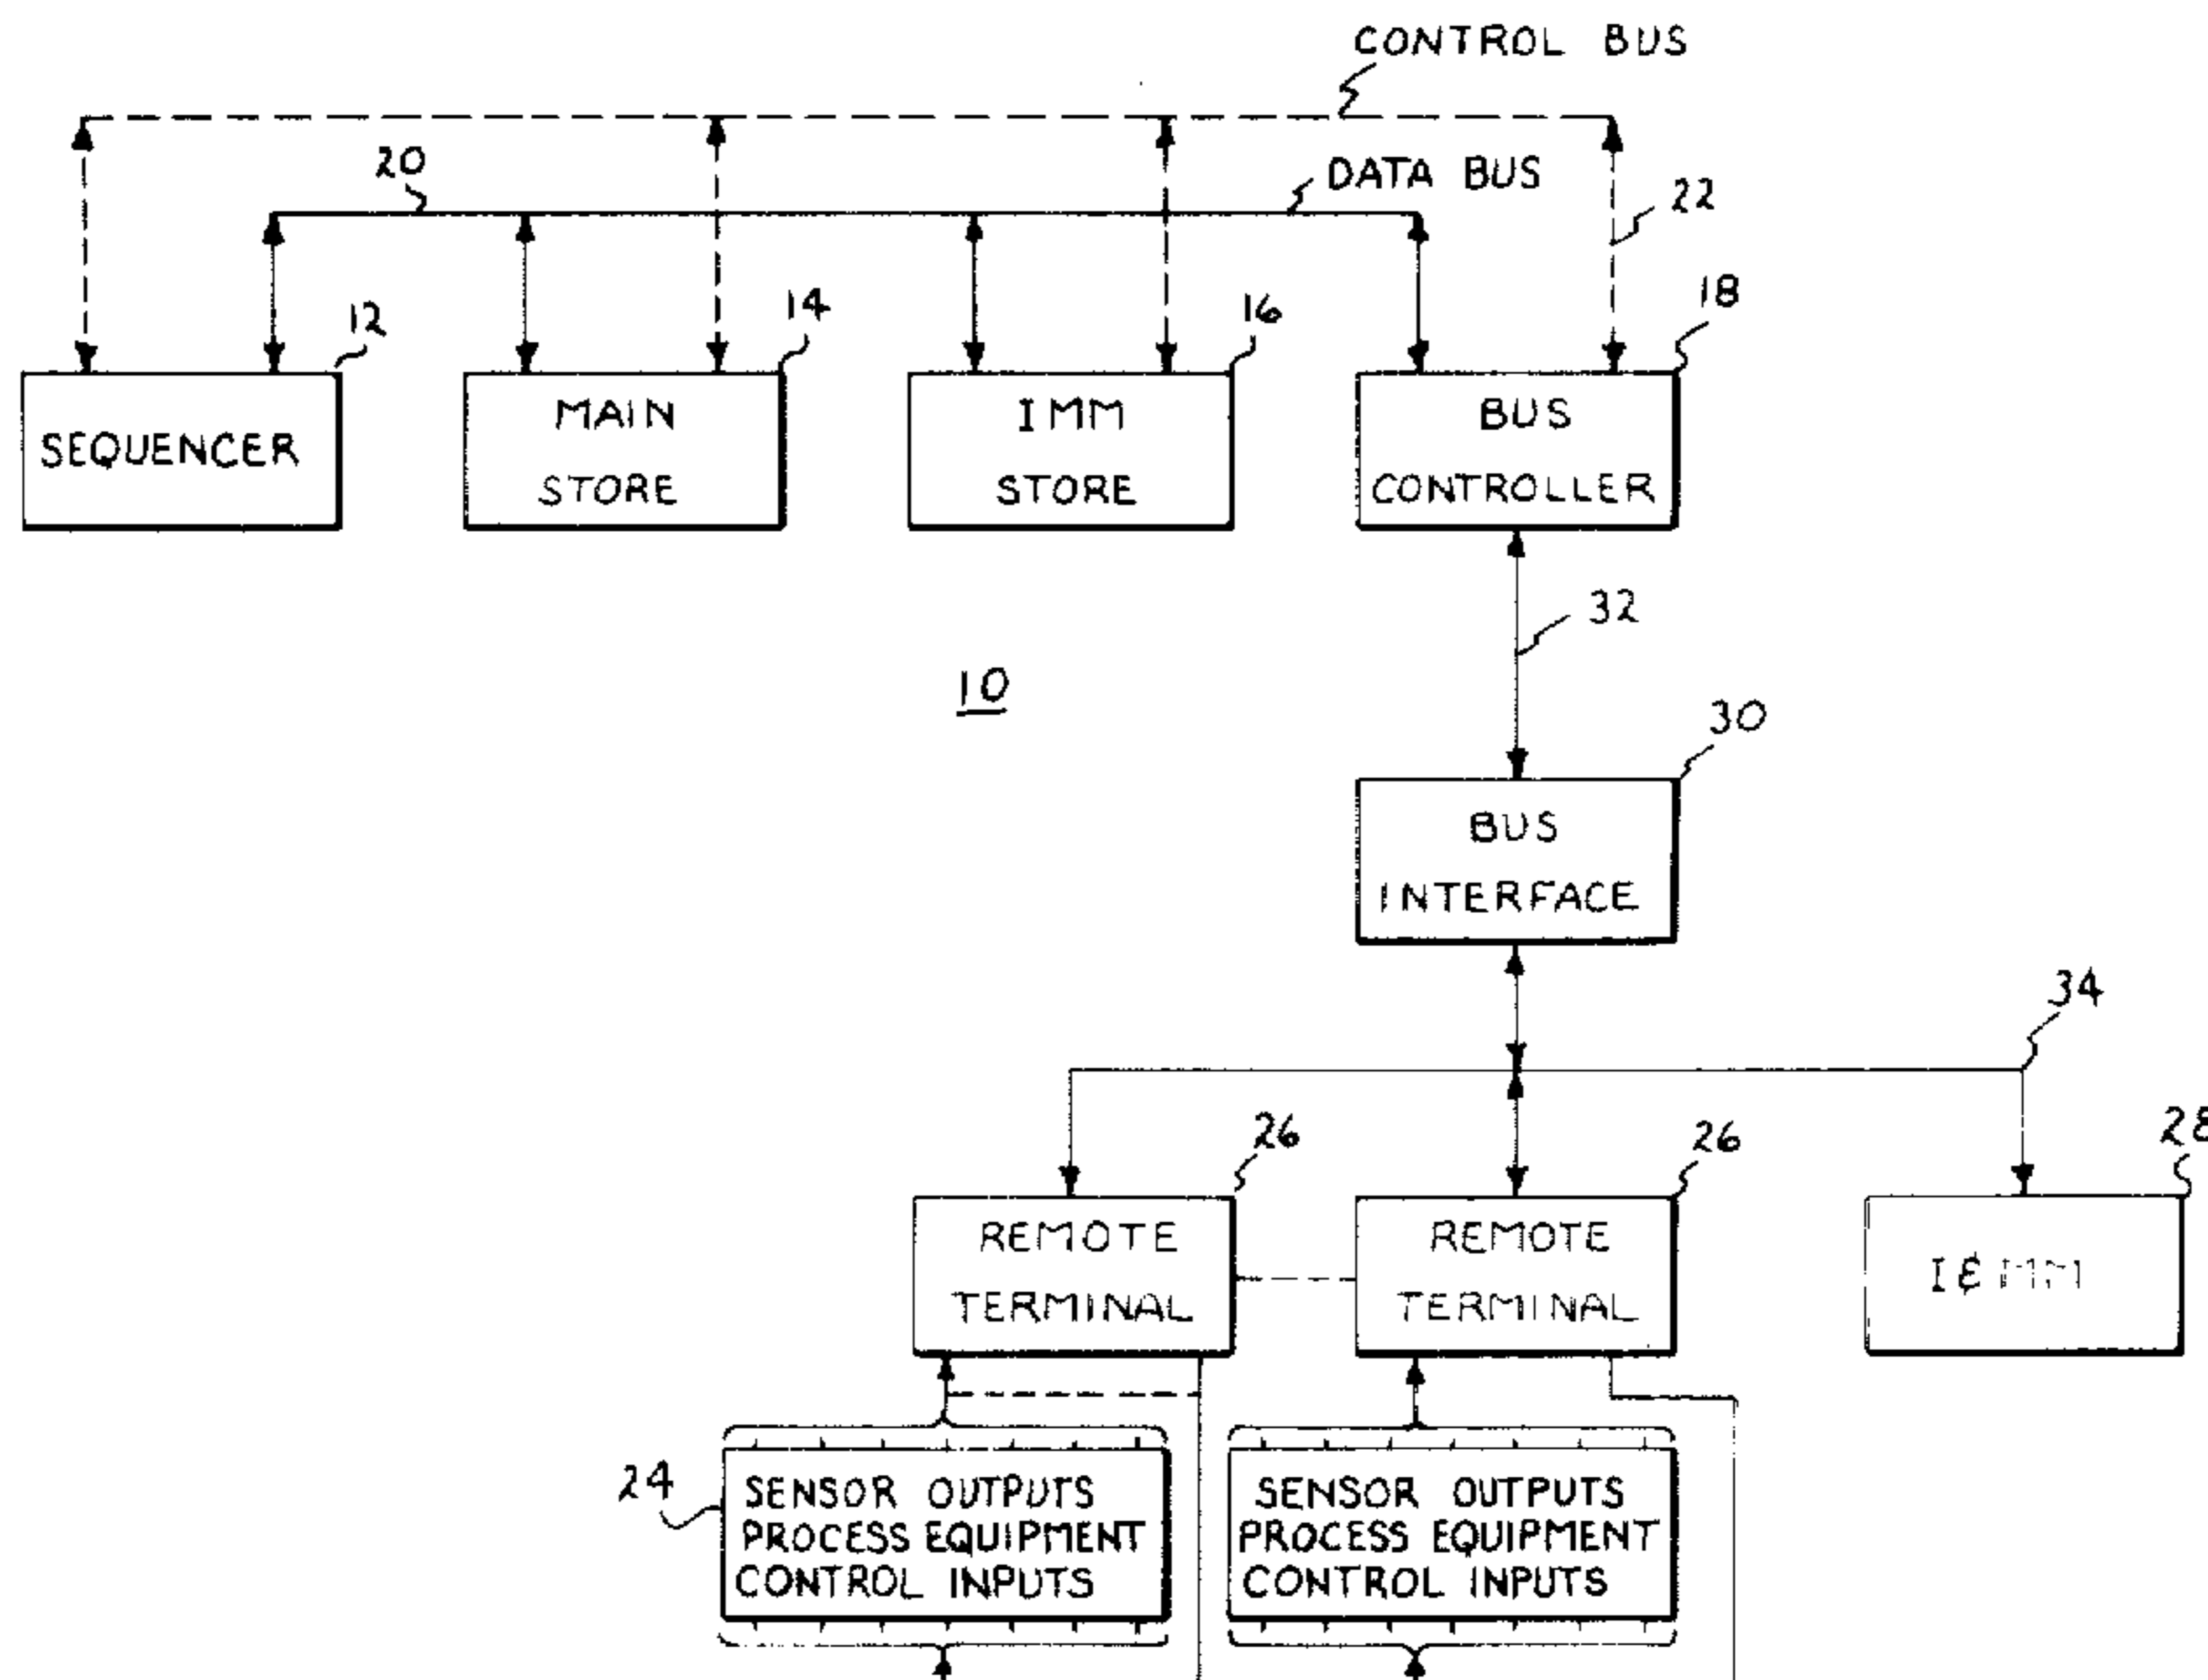 CONTROL BUS
20
DATA BUS
22
12
14
16
18
SEQUENCER
MAIN
STORE
IMM
STORE
BUS
CONTROLLER
32
10
30
BUS
INTERFACE
34
26
26
28
REMOTE
TERMINAL
REMOTE
TERMINAL
I&MM
24
SENSOR OUTPUTS
PROCESS EQUIPMENT
CONTROL INPUTS
SENSOR OUTPUTS
PROCESS EQUIPMENT
CONTROL INPUTS